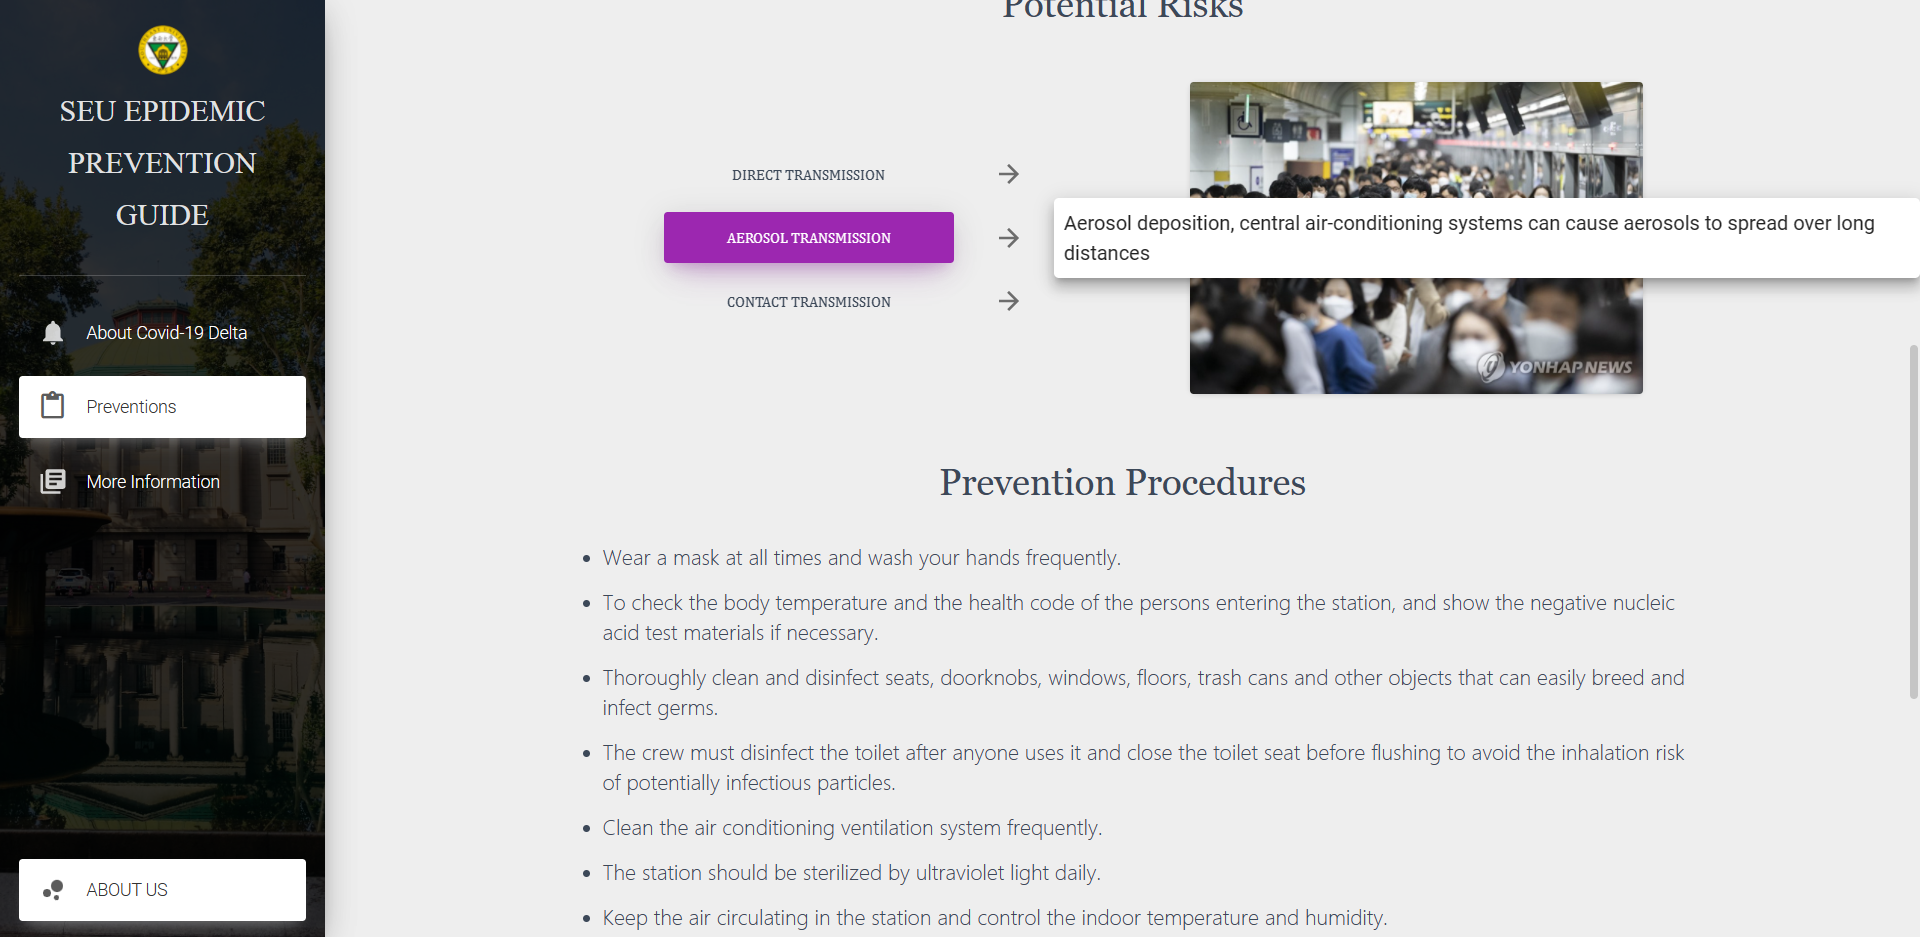 SEU EPIDEMIC
PREVENTION
GUIDE
About Covid-19 Delta
Preventions
More Information
ABOUT US
Potential Risks
DIRECT TRANSMISSION
AEROSOL TRANSMISSION
CONTACT TRANSMISSION
Aerosol deposition, central air-conditioning systems can cause aerosols to spread over long
distances
YONHAP NEWS
Prevention Procedures
Wear a mask at all times and wash your hands frequently.
To check the body temperature and the health code of the persons entering the station, and show the negative nucleic
acid test materials if necessary.
Thoroughly clean and disinfect seats, doorknobs, windows, floors, trash cans and other objects that can easily breed and
infect germs.
The crew must disinfect the toilet after anyone uses it and close the toilet seat before flushing to avoid the inhalation risk
of potentially infectious particles.
Clean the air conditioning ventilation system frequently.
The station should be sterilized by ultraviolet light daily.
Keep the air circulating in the station and control the indoor temperature and humidity.